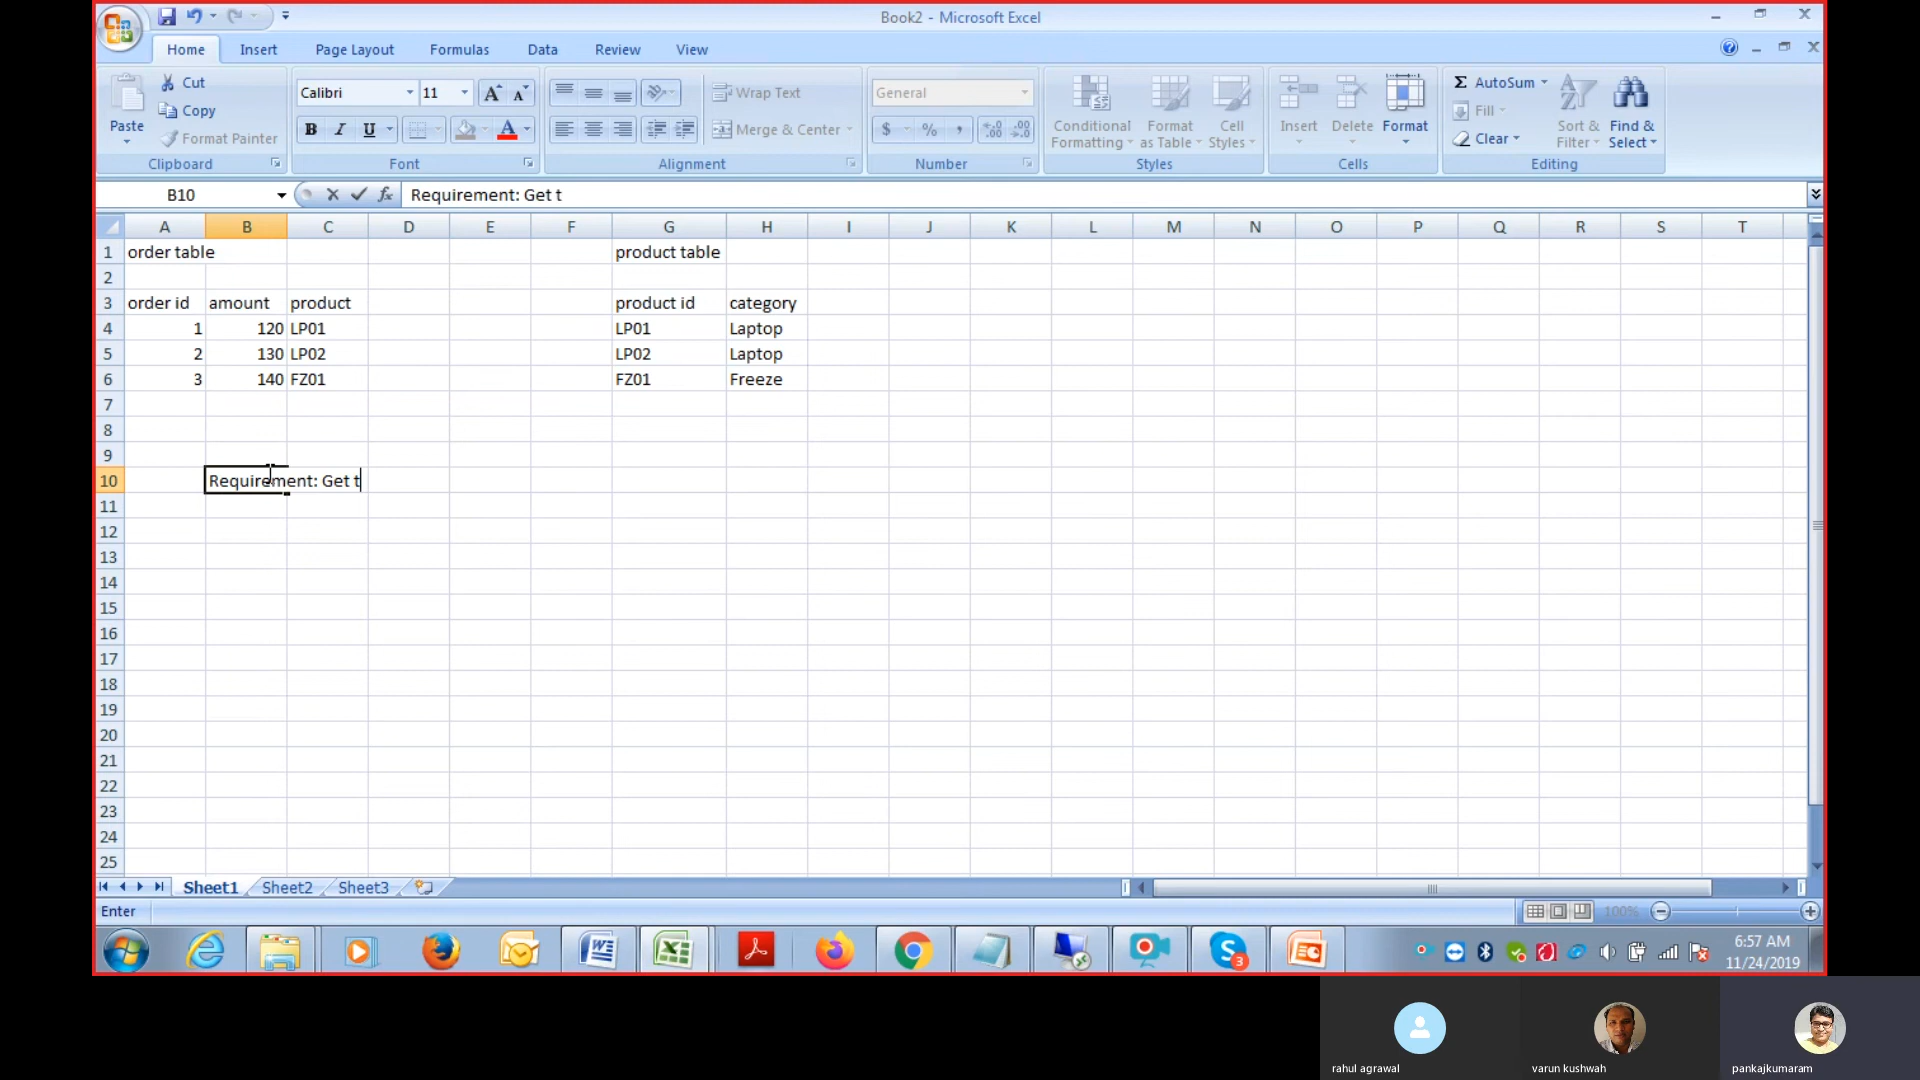 Book2 - Microsoft Excel
Home Insert Page Layout Formulas Data Review View
Paste Cut Copy Format Painter Clipboard
Calibri 11 B I U A Font
Wrap Text Merge & Center Alignment
General $ % , Number
Conditional Formatting Format as Table Cell Styles Styles
Insert Delete Format Cells
Σ AutoSum Fill Clear Sort & Filter Find & Select Editing
B10 fx Requirement: Get t
A B C D E F G H I J K L M N O P Q R S T
1 order table product table
2
3 order id amount product product id category
4 1 120 LP01 LP01 Laptop
5 2 130 LP02 LP02 Laptop
6 3 140 FZ01 FZ01 Freeze
7
8
9
10 Requirement: Get t
11
12
13
14
15
16
17
18
19
20
21
22
23
24
25
Sheet1 Sheet2 Sheet3
Enter 100%
6:57 AM
11/24/2019
rahul agrawal varun kushwah pankajkumaram